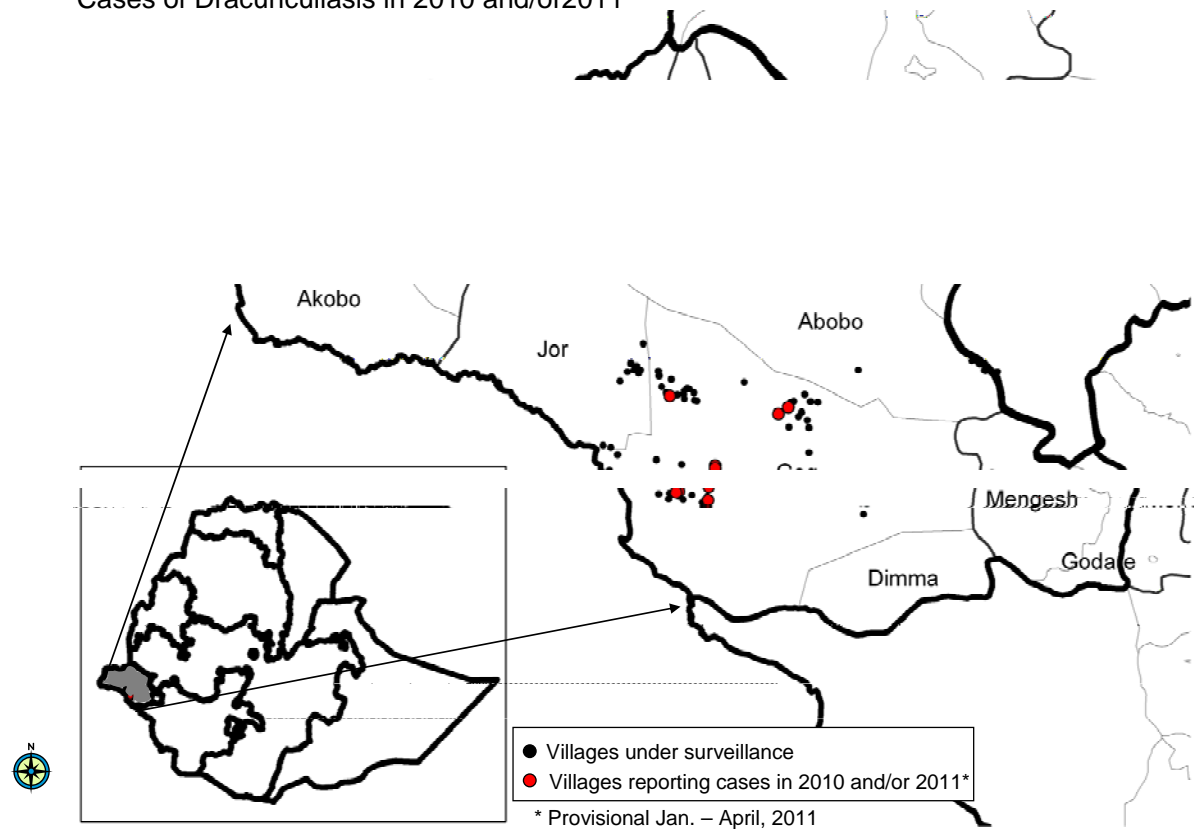 Cases of Dracunculiasis in 2010 and/or2011
Akobo
Abobo
Jor
Mengesh
Godare
Dimma
N
Villages under surveillance
Villages reporting cases in 2010 and/or 2011*
* Provisional Jan. – April, 2011